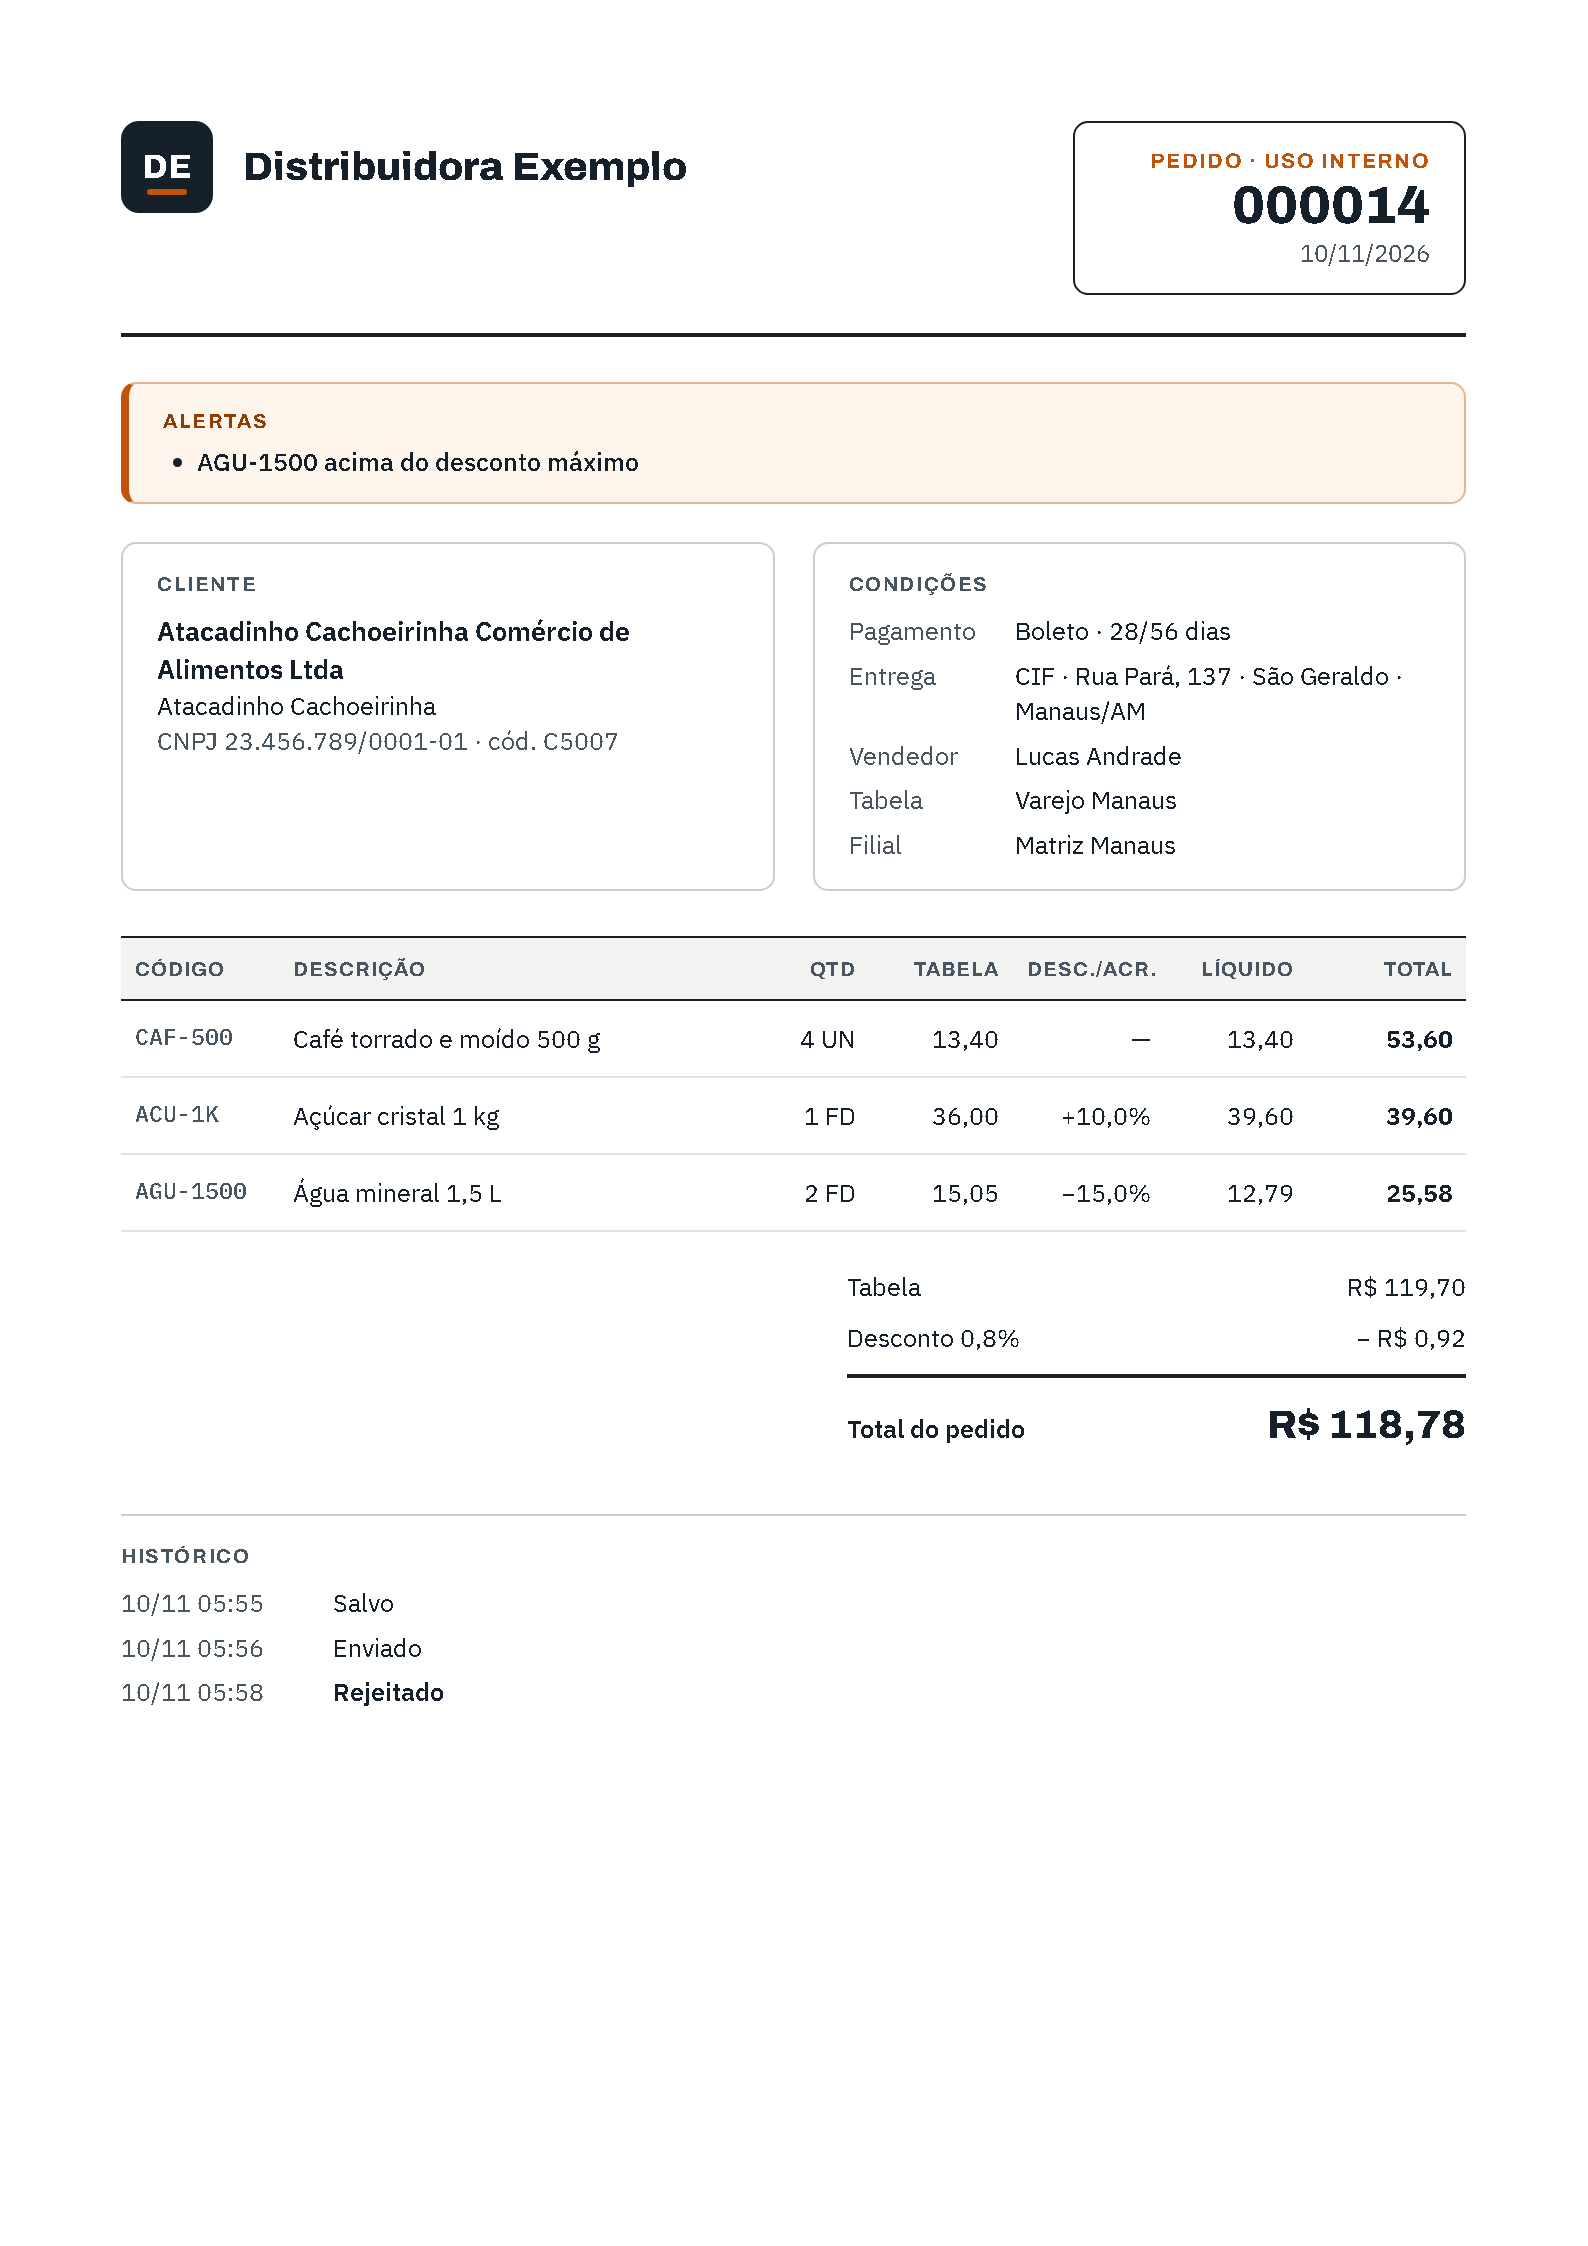 DE
Distribuidora Exemplo
PEDIDO · USO INTERNO
000014
10/11/2026
ALERTAS
• AGU-1500 acima do desconto máximo
CLIENTE
Atacadinho Cachoeirinha Comércio de
Alimentos Ltda
Atacadinho Cachoeirinha
CNPJ 23.456.789/0001-01 · cód. C5007
CONDIÇÕES
Pagamento Boleto · 28/56 dias
Entrega CIF · Rua Pará, 137 · São Geraldo ·
Manaus/AM
Vendedor Lucas Andrade
Tabela Varejo Manaus
Filial Matriz Manaus
CÓDIGO DESCRIÇÃO QTD TABELA DESC./ACR. LÍQUIDO TOTAL
CAF-500 Café torrado e moído 500 g 4 UN 13,40 — 13,40 53,60
ACU-1K Açúcar cristal 1 kg 1 FD 36,00 +10,0% 39,60 39,60
AGU-1500 Água mineral 1,5 L 2 FD 15,05 −15,0% 12,79 25,58
Tabela R$ 119,70
Desconto 0,8% − R$ 0,92
Total do pedido R$ 118,78
HISTÓRICO
10/11 05:55 Salvo
10/11 05:56 Enviado
10/11 05:58 Rejeitado